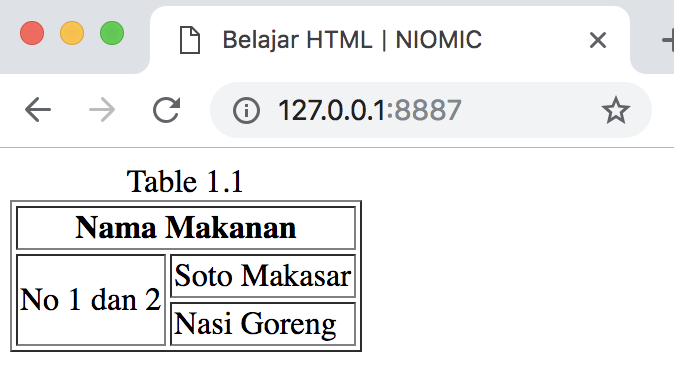 Belajar HTML | NIOMIC
127.0.0.1:8887
Table 1.1
Nama Makanan
No 1 dan 2
Soto Makasar
Nasi Goreng